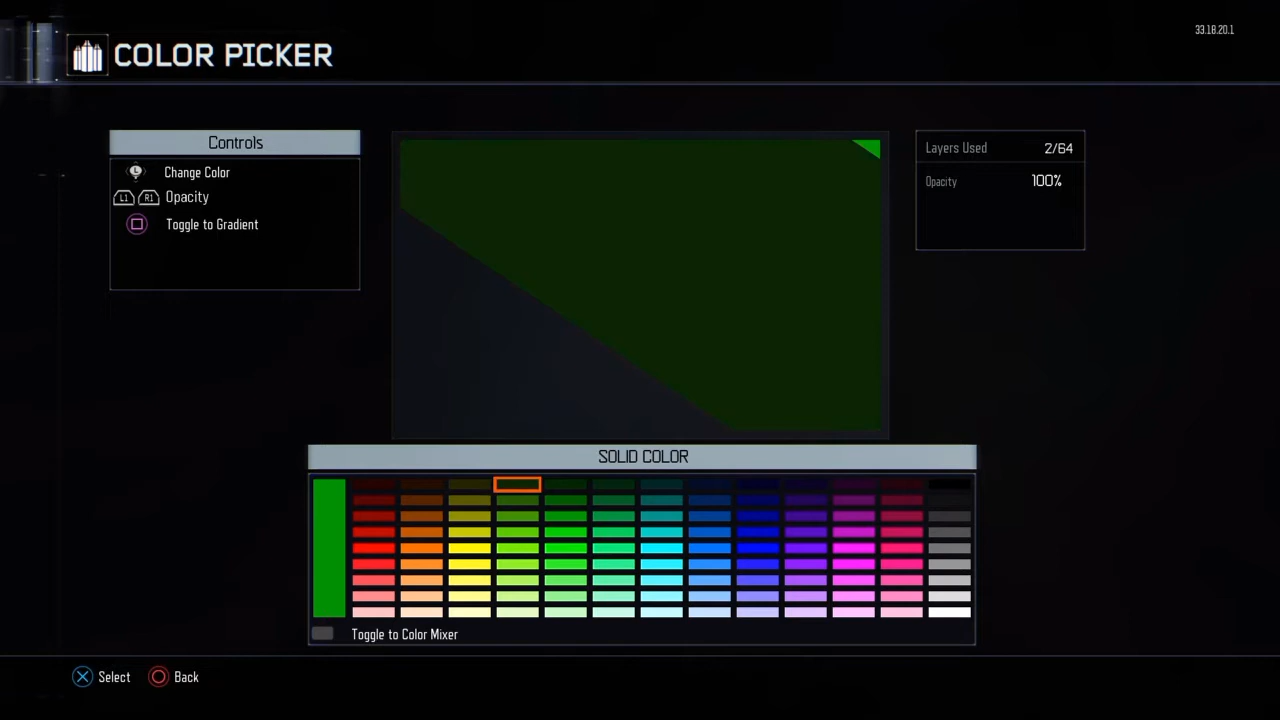 COLOR PICKER
33.18.20.1
Controls
L Change Color
L1 R1 Opacity
Toggle to Gradient
Layers Used 2/64
Opacity 100%
SOLID COLOR
Toggle to Color Mixer
Select Back